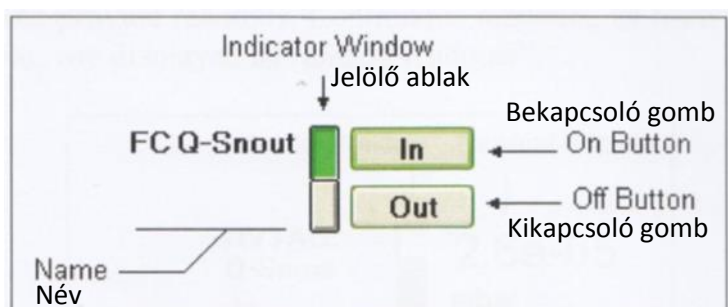 Indicator Window
Jelölő ablak
Bekapcsoló gomb
FC Q-Snout
In
On Button
Out
Off Button
Kikapcsoló gomb
Name
Név